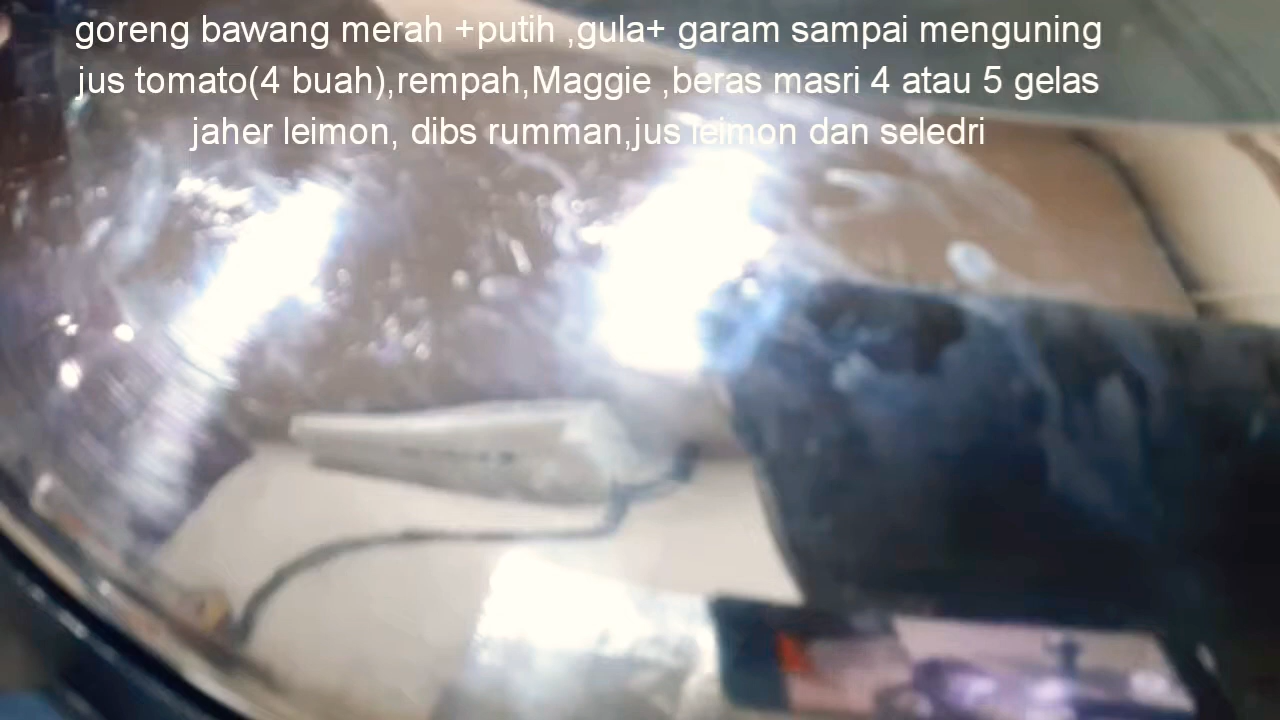 goreng bawang merah +putih ,gula+ garam sampai menguning
jus tomato(4 buah),rempah,Maggie ,beras masri 4 atau 5 gelas
jaher leimon, dibs rumman,jus leimon dan seledri